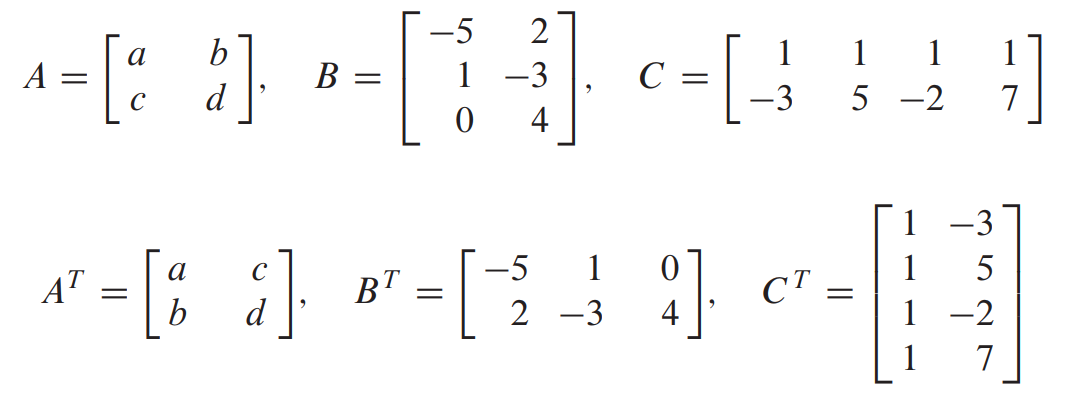 A = [ a b ; c d ], B = [ −5 2 ; 1 −3 ; 0 4 ], C = [ 1 1 1 1 ; −3 5 −2 7 ]
A^T = [ a c ; b d ], B^T = [ −5 1 0 ; 2 −3 4 ], C^T = [ 1 −3 ; 1 5 ; 1 −2 ; 1 7 ]